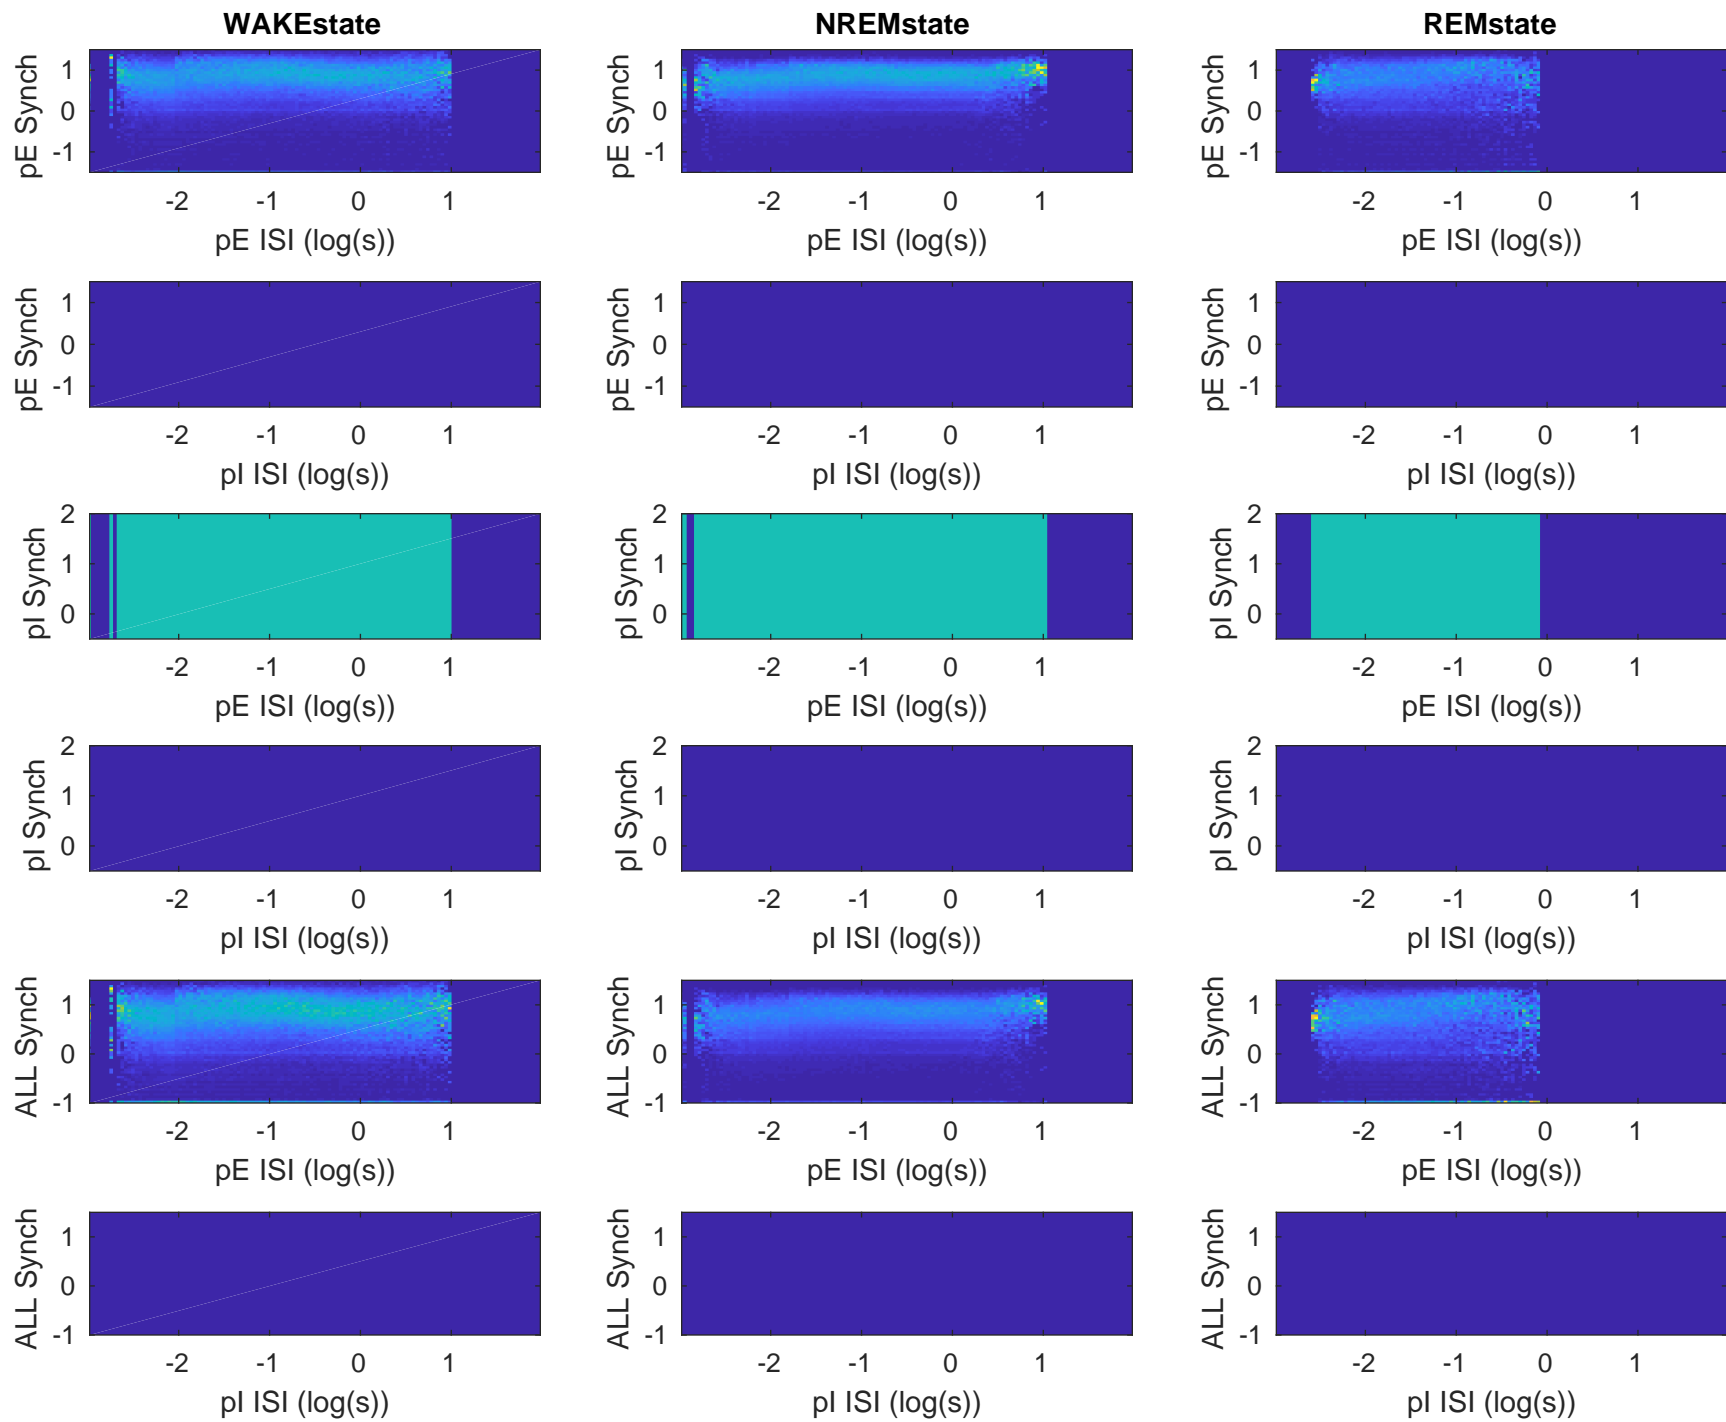 WAKEstate NREMstate REMstate
pE Synch 1 0 -1 pE Synch 1 0 -1 pE Synch 1 0 -1
-2 -1 0 1 -2 -1 0 1 -2 -1 0 1
pE ISI (log(s)) pE ISI (log(s)) pE ISI (log(s))
pE Synch 1 0 -1 pE Synch 1 0 -1 pE Synch 1 0 -1
-2 -1 0 1 -2 -1 0 1 -2 -1 0 1
pI ISI (log(s)) pI ISI (log(s)) pI ISI (log(s))
pI Synch 2 1 0 pI Synch 2 1 0 pI Synch 2 1 0
-2 -1 0 1 -2 -1 0 1 -2 -1 0 1
pE ISI (log(s)) pE ISI (log(s)) pE ISI (log(s))
pI Synch 2 1 0 pI Synch 2 1 0 pI Synch 2 1 0
-2 -1 0 1 -2 -1 0 1 -2 -1 0 1
pI ISI (log(s)) pI ISI (log(s)) pI ISI (log(s))
ALL Synch 1 0 -1 ALL Synch 1 0 -1 ALL Synch 1 0 -1
-2 -1 0 1 -2 -1 0 1 -2 -1 0 1
pE ISI (log(s)) pE ISI (log(s)) pE ISI (log(s))
ALL Synch 1 0 -1 ALL Synch 1 0 -1 ALL Synch 1 0 -1
-2 -1 0 1 -2 -1 0 1 -2 -1 0 1
pI ISI (log(s)) pI ISI (log(s)) pI ISI (log(s))